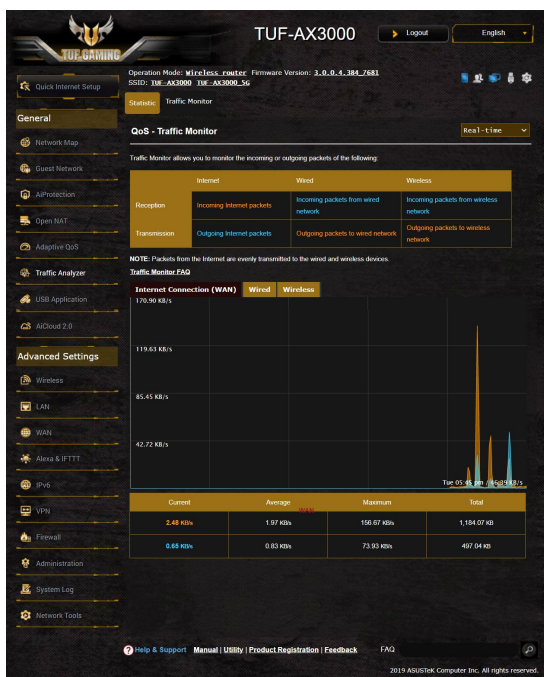 TUF GAMING
TUF-AX3000
Logout
English
Operation Mode: Wireless router Firmware Version: 3.0.0.4.384_7681
SSID: TUF-AX3000 TUF-AX3000_5G
Quick Internet Setup
General
Network Map
Guest Network
AiProtection
Open NAT
Adaptive QoS
Traffic Analyzer
USB Application
AiCloud 2.0
Advanced Settings
Wireless
LAN
WAN
Alexa & IFTTT
IPv6
VPN
Firewall
Administration
System Log
Network Tools
Statistic Traffic Monitor
QoS - Traffic Monitor
Real-time
Traffic Monitor allows you to monitor the incoming or outgoing packets of the following:
Internet Wired Wireless
Reception Incoming Internet packets Incoming packets from wired network Incoming packets from wireless network
Transmission Outgoing Internet packets Outgoing packets to wired network Outgoing packets to wireless network
NOTE: Packets from the Internet are evenly transmitted to the wired and wireless devices.
Traffic Monitor FAQ
Internet Connection (WAN) Wired Wireless
170.90 KB/s
119.63 KB/s
85.45 KB/s
42.72 KB/s
Tue 05:45 pm / 46.39 KB/s
Current Average Maximum Total
WAN
2.48 KB/s 1.97 KB/s 156.67 KB/s 1,184.07 KB
0.65 KB/s 0.83 KB/s 73.93 KB/s 497.04 KB
Help & Support Manual | Utility | Product Registration | Feedback FAQ
2019 ASUSTeK Computer Inc. All rights reserved.